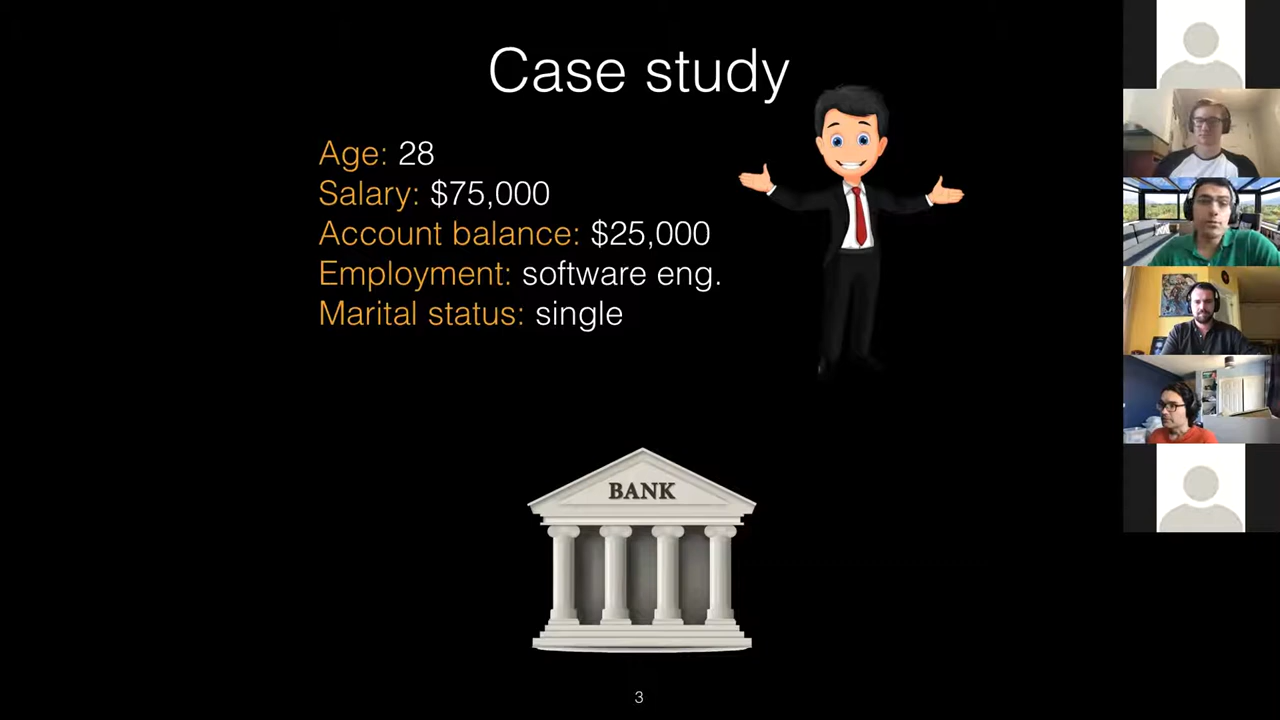 Case study
Age: 28
Salary: $75,000
Account balance: $25,000
Employment: software eng.
Marital status: single
BANK
3